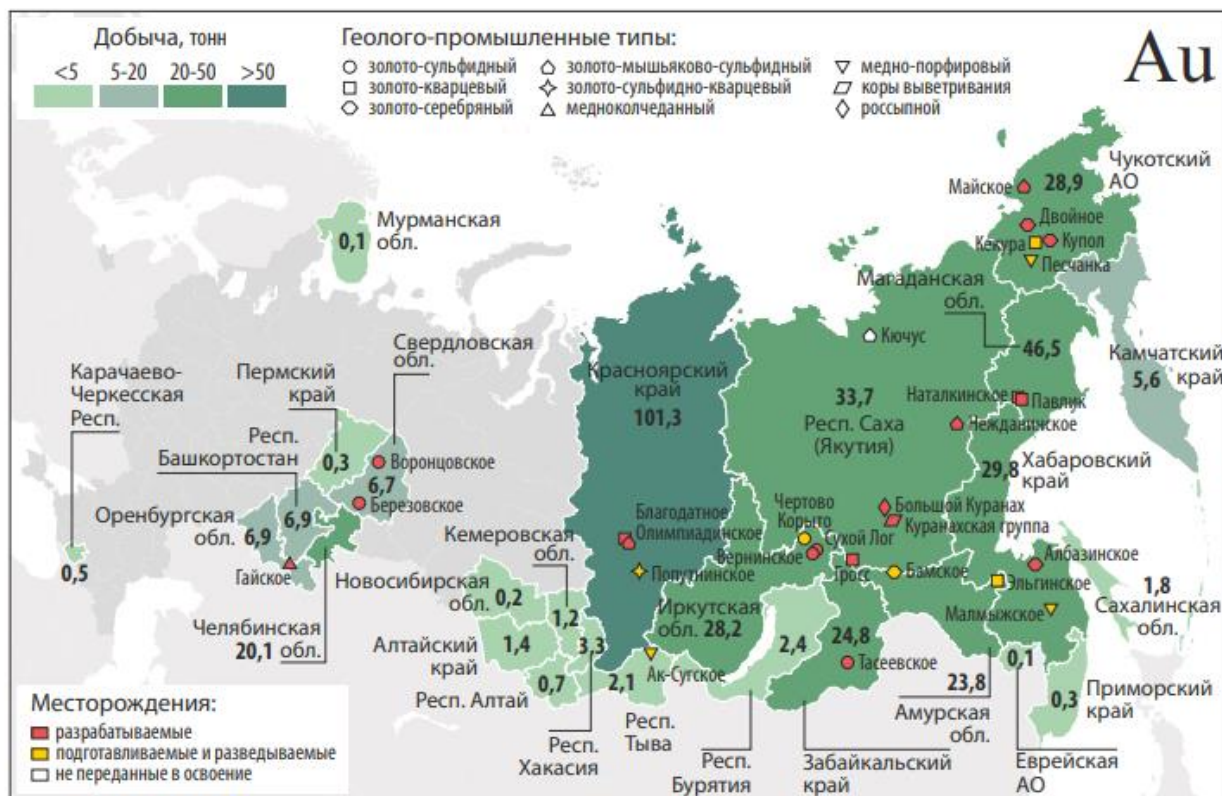 Добыча, тонн
<5 5-20 20-50 >50
Геолого-промышленные типы:
золото-сульфидный
золото-кварцевый
золото-серебряный
золото-мышьяково-сульфидный
золото-сульфидно-кварцевый
медноколчеданный
медно-порфировый
коры выветривания
россыпной
Au
Чукотский
АО
28,9
Майское
Двойное
Кекура
Купол
Песчанка
Мурманская
обл.
0,1
Магаданская
обл.
46,5
Кючус
Камчатский
край
5,6
Свердловская
обл.
Пермский
край
0,3
Карачаево-
Черкесская
Респ.
0,5
Респ.
Башкортостан
6,9
Воронцовское
6,7
Березовское
Оренбургская
обл.
6,9
Гайское
Челябинская
20,1 обл.
Красноярский
край
101,3
33,7
Респ. Саха
(Якутия)
Наталкинское
Павлик
Нежданинское
29,8
Хабаровский
край
Большой Куранах
Куранахская группа
Чертово
Корыто
Сухой Лог
Вернинское
Гросс
Бамское
Албазинское
Эльгинское
Малмыжское
1,8
Сахалинская
обл.
Благодатное
Олимпиадинское
Попутнинское
Кемеровская
обл.
1,2
Новосибирская
обл.
0,2
Алтайский
край
1,4
Респ. Алтай
0,7
3,3
Респ.
Хакасия
2,1
Ак-Сугское
Респ.
Тыва
Иркутская
обл. 28,2
2,4
Респ.
Бурятия
24,8
Тасеевское
Забайкальский
край
23,8
Амурская
обл.
0,1
Еврейская
АО
0,3
Приморский
край
Месторождения:
разрабатываемые
подготавливаемые и разведываемые
не переданные в освоение